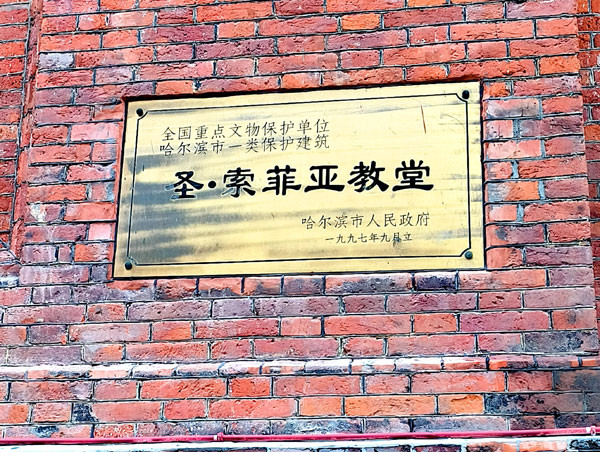 全国重点文物保护单位
哈尔滨市一类保护建筑
圣·索菲亚教堂
哈尔滨市人民政府
一九九七年九月立